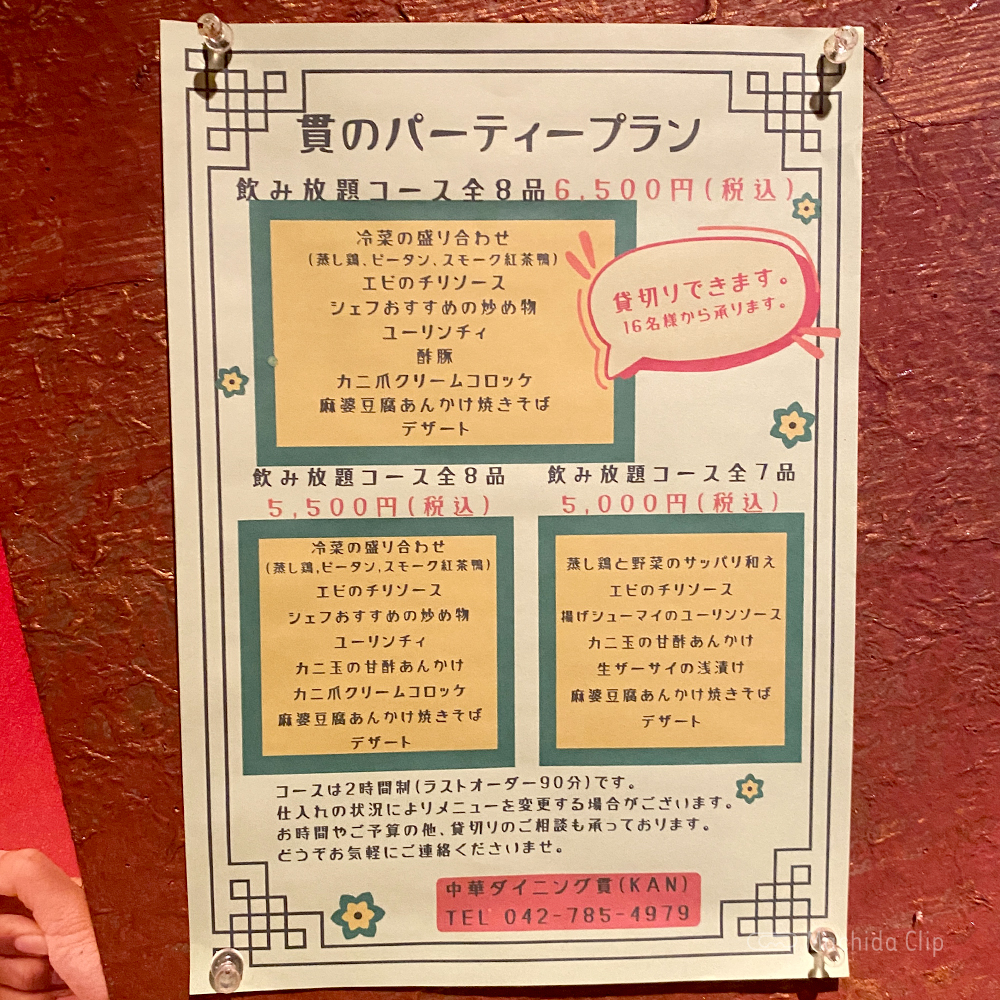 貫のパーティープラン
飲み放題コース全8品6,500円(税込)
冷菜の盛り合わせ
(蒸し鶏,ピータン,スモーク紅茶鴨)
エビのチリソース
シェフおすすめの炒め物
ユーリンチィ
酢豚
カニ爪クリームコロッケ
麻婆豆腐あんかけ焼きそば
デザート
貸切りできます。
16名様から承ります。
飲み放題コース全8品
5,500円(税込)
冷菜の盛り合わせ
(蒸し鶏,ピータン,スモーク紅茶鴨)
エビのチリソース
シェフおすすめの炒め物
ユーリンチィ
カニ玉の甘酢あんかけ
カニ爪クリームコロッケ
麻婆豆腐あんかけ焼きそば
デザート
飲み放題コース全7品
5,000円(税込)
蒸し鶏と野菜のサッパリ和え
エビのチリソース
揚げシューマイのユーリンソース
カニ玉の甘酢あんかけ
生ザーサイの浅漬け
麻婆豆腐あんかけ焼きそば
デザート
コースは2時間制(ラストオーダー90分)です。
仕入れの状況によりメニューを変更する場合がございます。
お時間やご予算の他、貸切りのご相談も承っております。
どうぞお気軽にご連絡くださいませ。
中華ダイニング貫(KAN)
TEL 042-785-4979
Clip